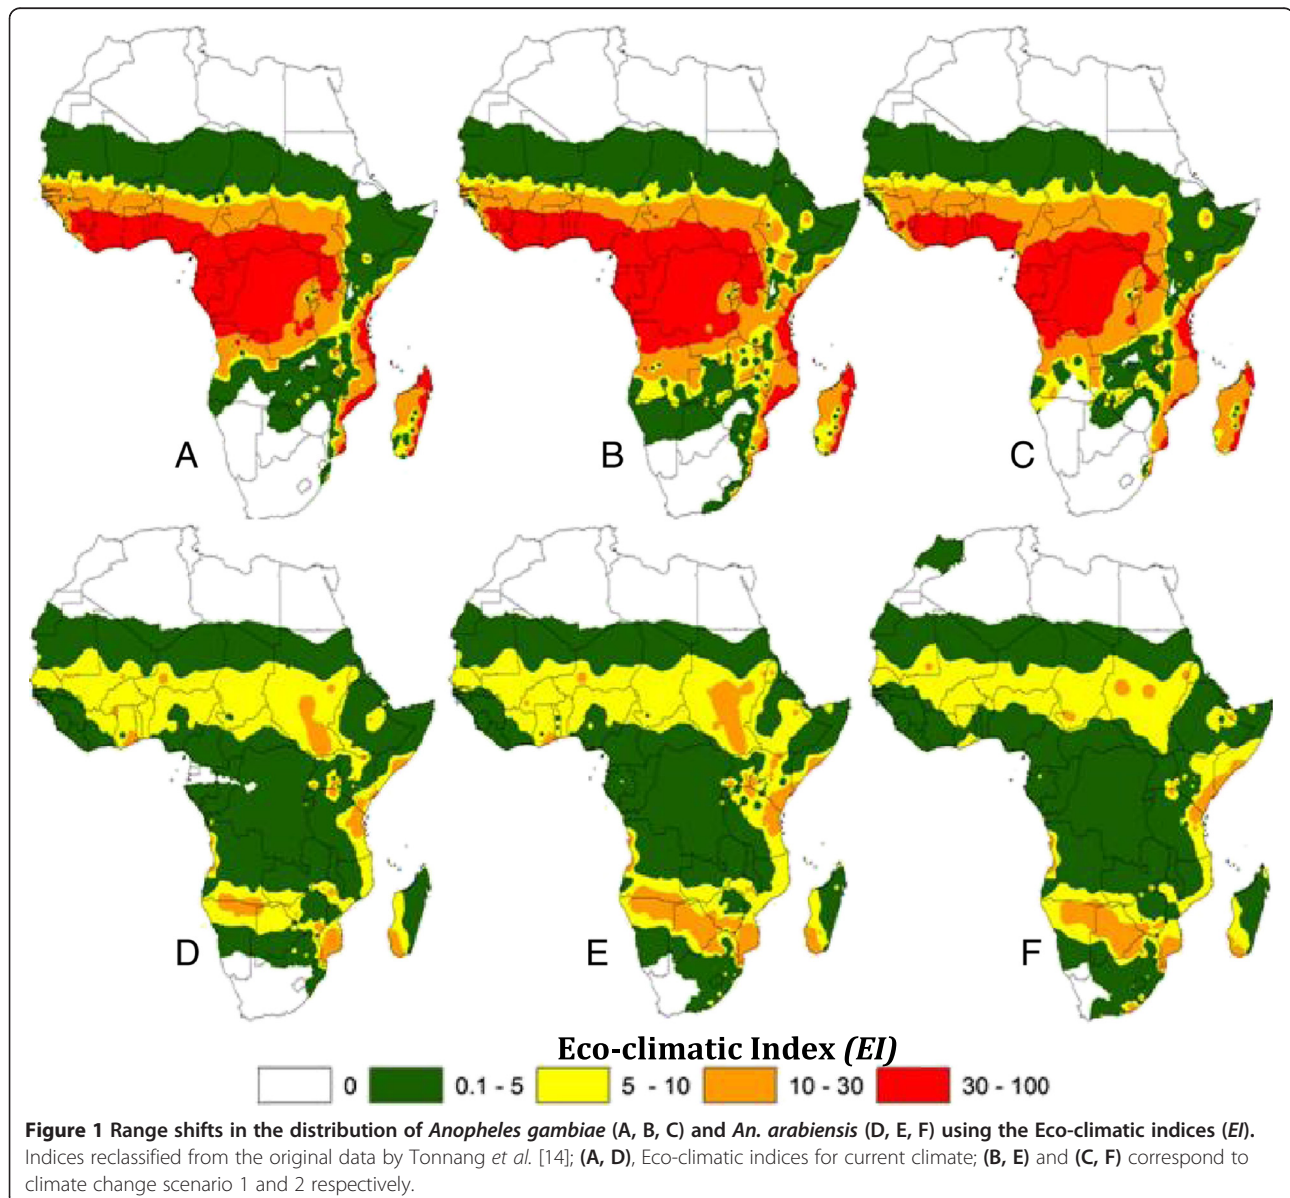 A
B
C
D
E
F
Eco-climatic Index (EI)
0
0.1 - 5
5 - 10
10 - 30
30 - 100
Figure 1 Range shifts in the distribution of Anopheles gambiae (A, B, C) and An. arabiensis (D, E, F) using the Eco-climatic indices (EI).
Indices reclassified from the original data by Tonnang et al. [14]; (A, D), Eco-climatic indices for current climate; (B, E) and (C, F) correspond to
climate change scenario 1 and 2 respectively.